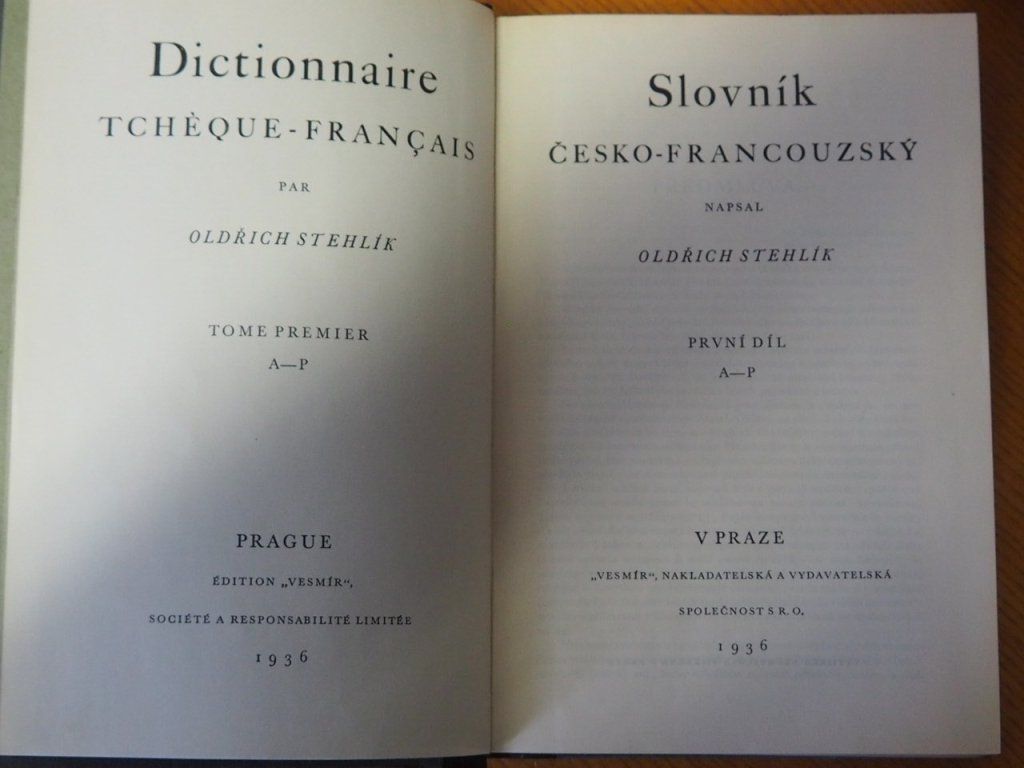 Dictionnaire
TCHÈQUE-FRANÇAIS
PAR
OLDŘICH STEHLÍK
TOME PREMIER
A—P
PRAGUE
ÉDITION „VESMÍR“,
SOCIÉTÉ A RESPONSABILITÉ LIMITÉE
1936
Slovník
ČESKO-FRANCOUZSKÝ
NAPSAL
OLDŘICH STEHLÍK
PRVNÍ DÍL
A—P
V PRAZE
„VESMÍR“, NAKLADATELSKÁ A VYDAVATELSKÁ
SPOLEČNOST S R. O.
1936